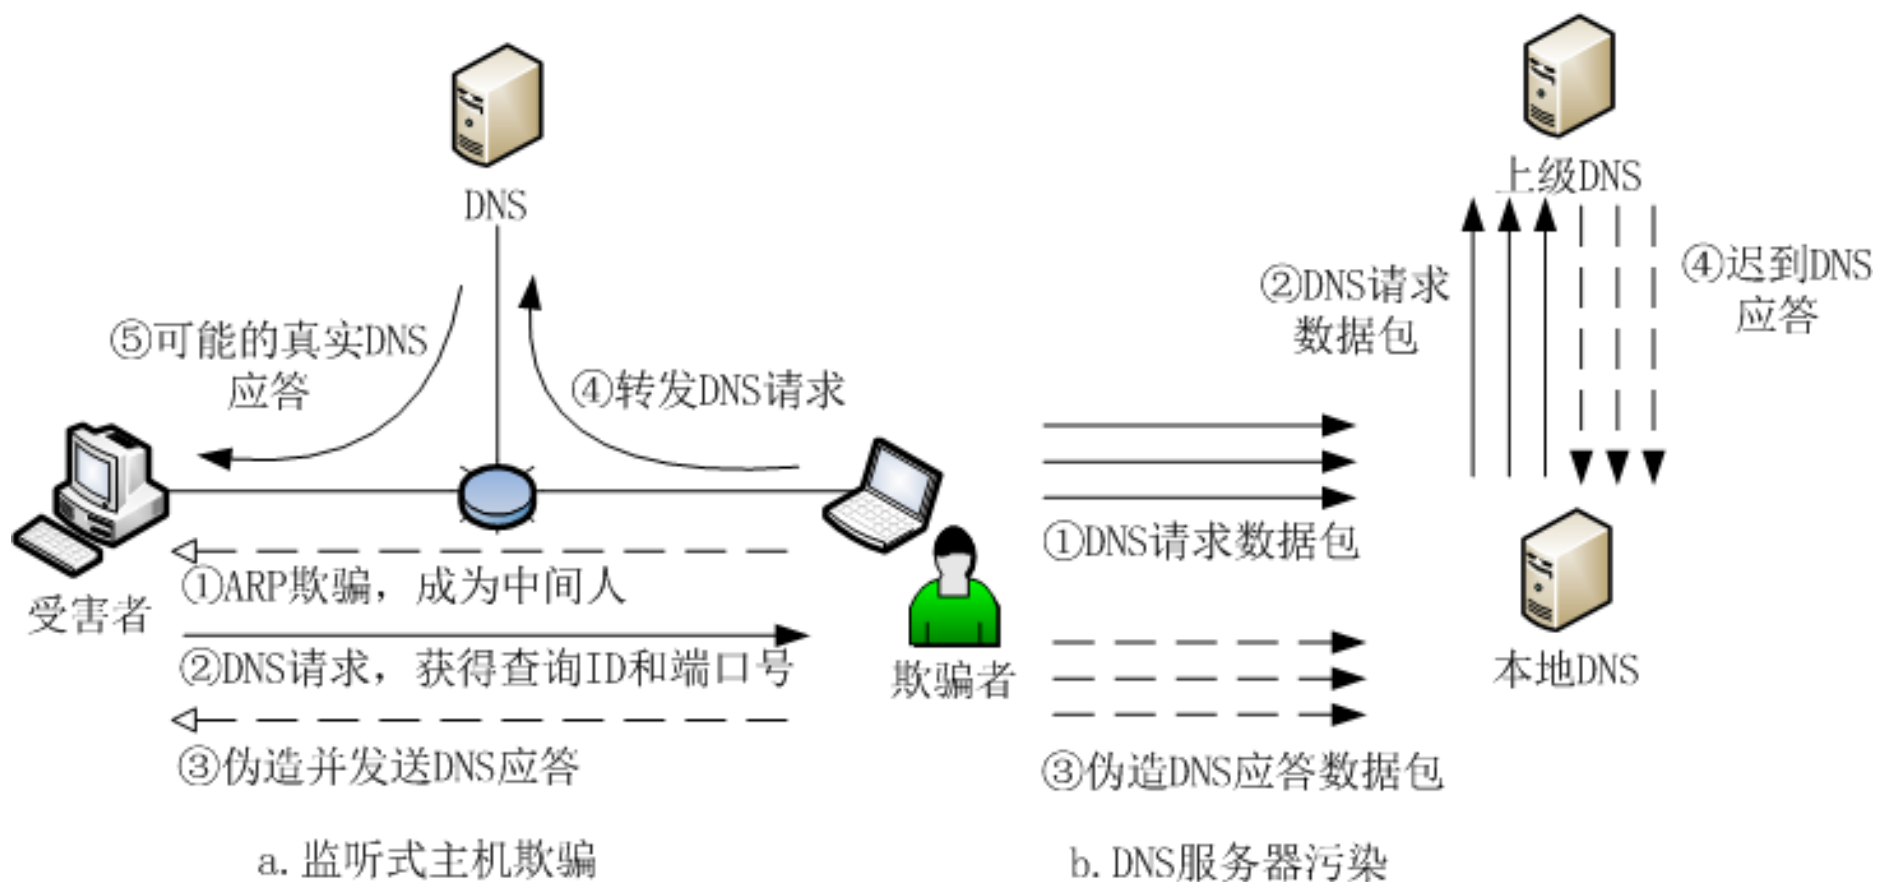 DNS
⑤可能的真实DNS
应答
④转发DNS请求
受害者
①ARP欺骗，成为中间人
②DNS请求，获得查询ID和端口号
③伪造并发送DNS应答
欺骗者
a.监听式主机欺骗
上级DNS
②DNS请求
数据包
④迟到DNS
应答
①DNS请求数据包
本地DNS
③伪造DNS应答数据包
b.DNS服务器污染